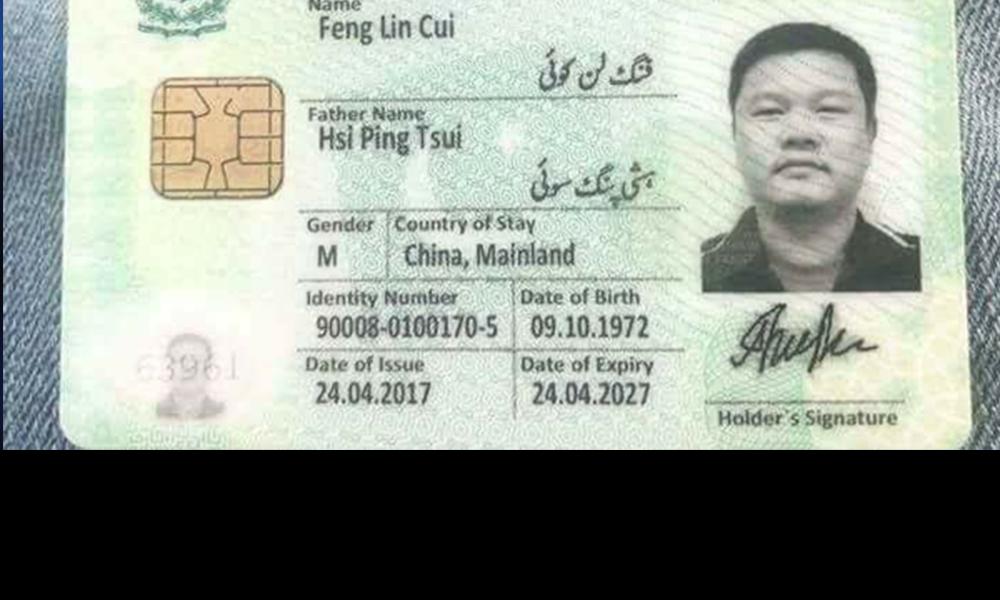 Name
Feng Lin Cui
فنگ لن کوئی
Father Name
Hsi Ping Tsui
ہشی پنگ سوئی
Gender Country of Stay
M China, Mainland
Identity Number Date of Birth
90008-0100170-5 09.10.1972
Date of Issue Date of Expiry
24.04.2017 24.04.2027
63961
Holder's Signature